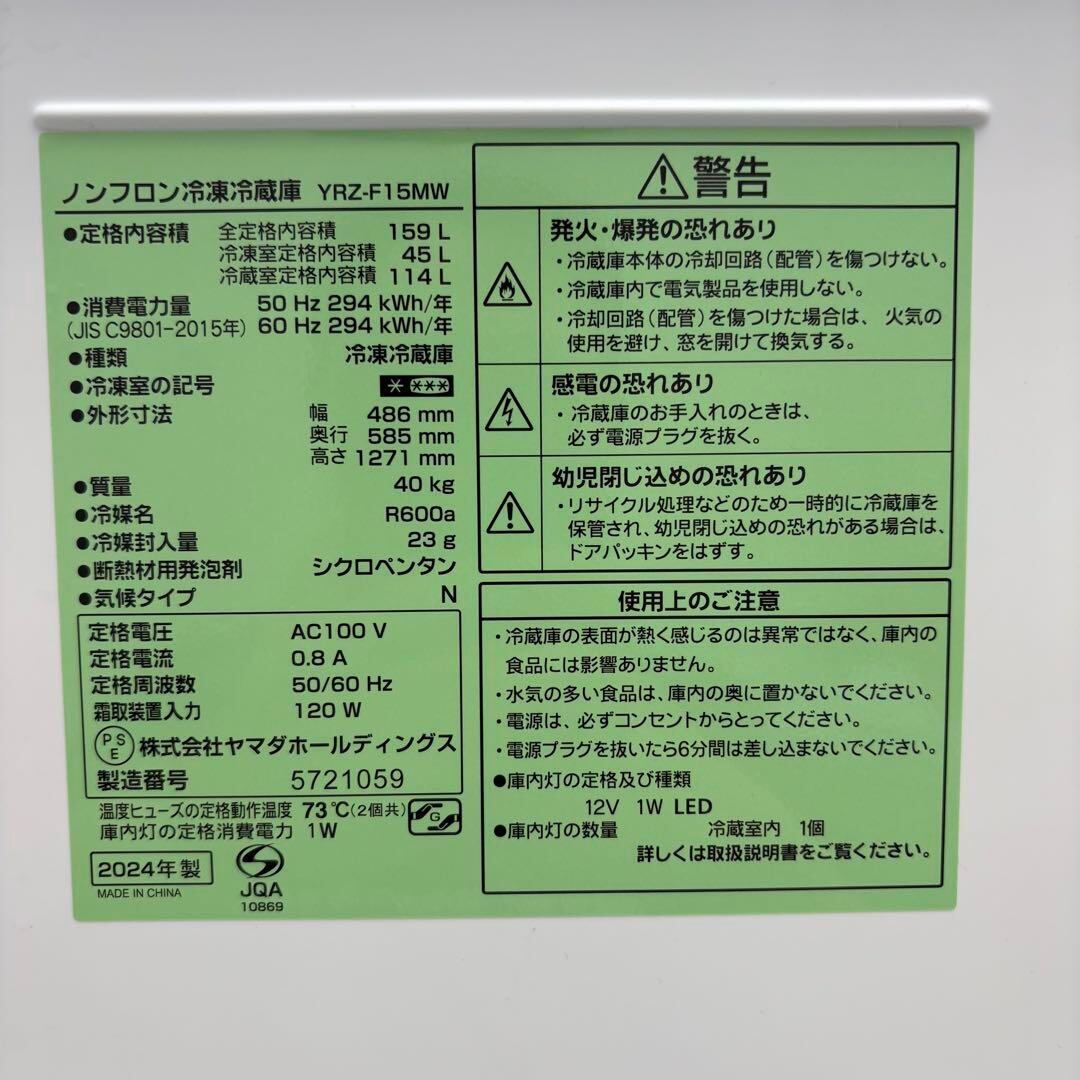 ノンフロン冷凍冷蔵庫 YRZ-F15MW
●定格内容積 全定格内容積 159 L
冷凍室定格内容積 45 L
冷蔵室定格内容積 114 L
●消費電力量 50 Hz 294 kWh/年
(JIS C9801-2015年) 60 Hz 294 kWh/年
●種類 冷凍冷蔵庫
●冷凍室の記号 * ***
●外形寸法 幅 486 mm
奥行 585 mm
高さ 1271 mm
●質量 40 kg
●冷媒名 R600a
●冷媒封入量 23 g
●断熱材用発泡剤 シクロペンタン
●気候タイプ N
定格電圧 AC100 V
定格電流 0.8 A
定格周波数 50/60 Hz
霜取装置入力 120 W
PSE 株式会社ヤマダホールディングス
製造番号 5721059
温度ヒューズの定格動作温度 73℃(2個共)
G
庫内灯の定格消費電力 1W
2024年製
MADE IN CHINA
JQA
10869
警告
発火・爆発の恐れあり
・冷蔵庫本体の冷却回路(配管)を傷つけない。
・冷蔵庫内で電気製品を使用しない。
・冷却回路(配管)を傷つけた場合は、火気の
使用を避け、窓を開けて換気する。
感電の恐れあり
・冷蔵庫のお手入れのときは、
必ず電源プラグを抜く。
幼児閉じ込めの恐れあり
・リサイクル処理などのため一時的に冷蔵庫を
保管され、幼児閉じ込めの恐れがある場合は、
ドアパッキンをはずす。
使用上のご注意
・冷蔵庫の表面が熱く感じるのは異常ではなく、庫内の
食品には影響ありません。
・水気の多い食品は、庫内の奥に置かないでください。
・電源は、必ずコンセントからとってください。
・電源プラグを抜いたら6分間は差し込まないでください。
●庫内灯の定格及び種類
12V 1W LED
●庫内灯の数量 冷蔵室内 1個
詳しくは取扱説明書をご覧ください。